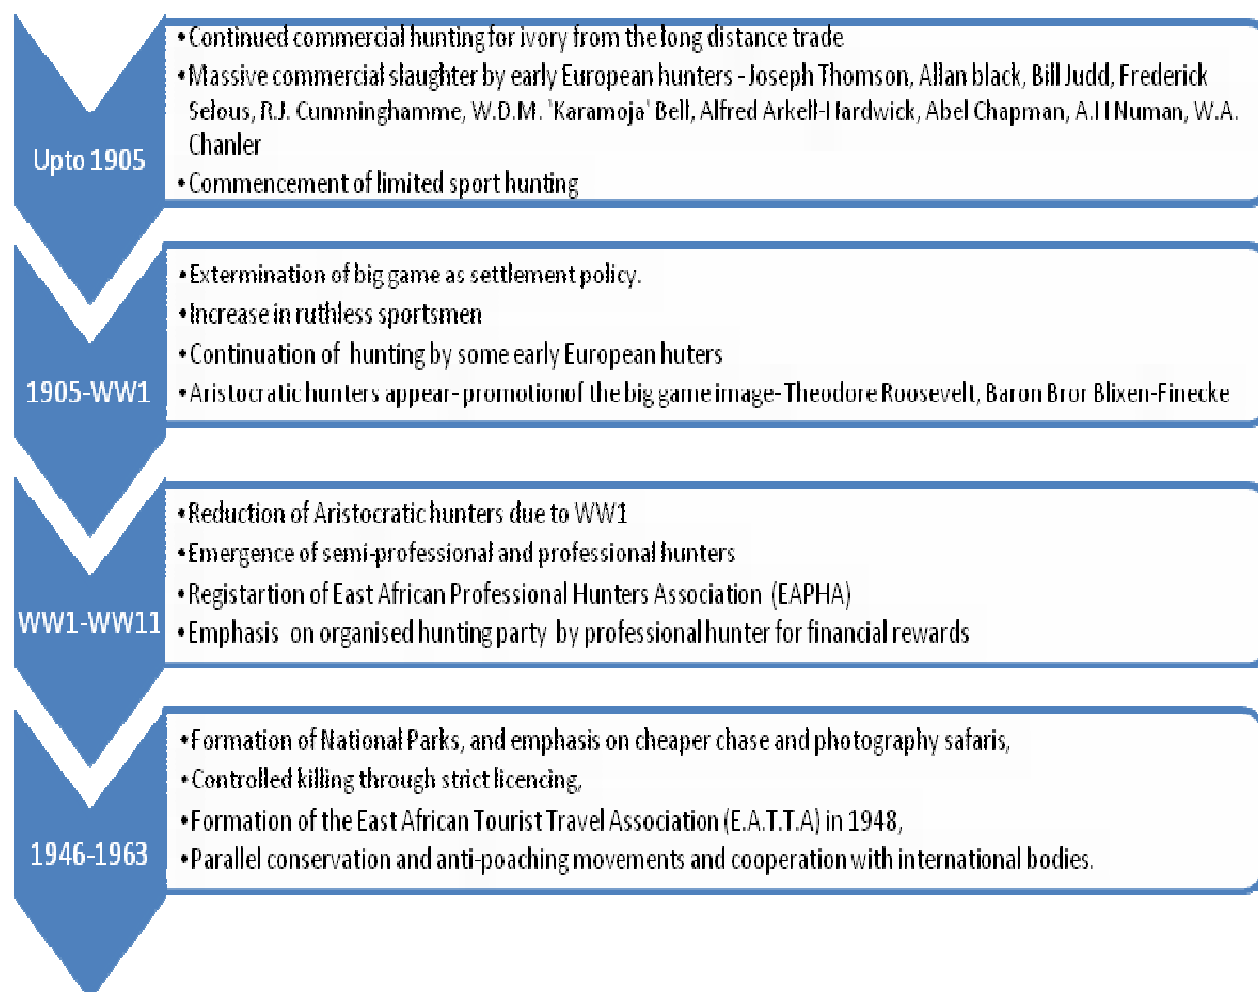 Upto 1905
•Continued commercial hunting for ivory from the long distance trade
•Massive commercial slaughter by early European hunters -Joseph Thomson, Allan black, Bill Judd, Frederick
Selous, R.J. Cunnninghamme, W.D.M. 'Karamoja' Bell, Alfred Arkell-Hardwick, Abel Chapman, A.H Numan, W.A.
Chanler
•Commencement of limited sport hunting
1905-WW1
•Extermination of big game as settlement policy.
•Increase in ruthless sportsmen
•Continuation of hunting by some early European huters
•Aristocratic hunters appear-promotionof the big game image-Theodore Roosevelt, Baron Bror Blixen-Finecke
WW1-WW11
•Reduction of Aristocratic hunters due to WW1
•Emergence of semi-professional and professional hunters
•Registartion of East African Professional Hunters Association (EAPHA)
•Emphasis on organised hunting party by professional hunter for financial rewards
1946-1963
•Formation of National Parks, and emphasis on cheaper chase and photography safaris,
•Controlled killing through strict licencing,
•Formation of the East African Tourist Travel Association (E.A.T.T.A) in 1948,
•Parallel conservation and anti-poaching movements and cooperation with international bodies.